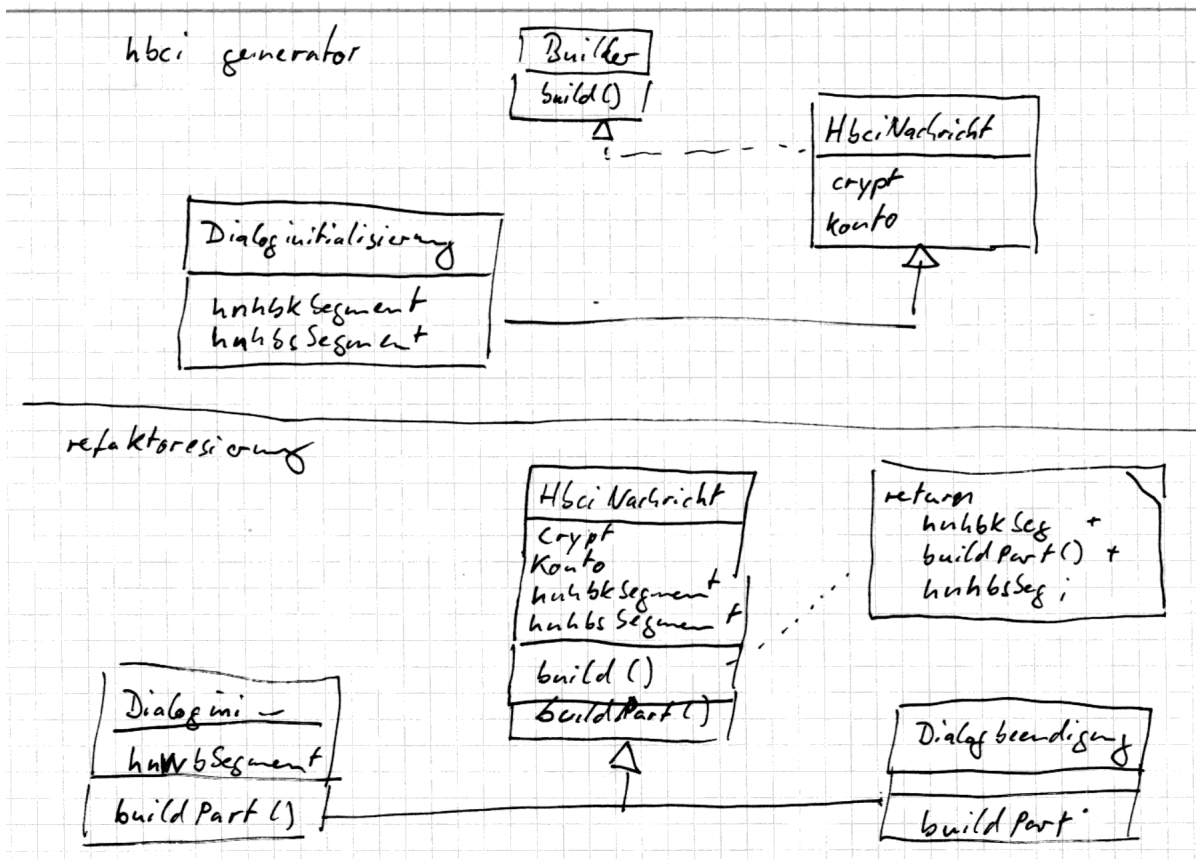 hbci generator
Builder
build()
HbciNachricht
crypt
Konto
Dialoginitialisierung
hnhbkSegment
hnhbsSegment
refaktoresierung
HbciNachricht
crypt
Konto
hnhbkSegment
hnhbsSegment
build()
buildPart()
return
hnhbkSeg +
buildPart() +
hnhbsSeg;
Dialogini
buildPart()
Dialogbeendigung
buildPart